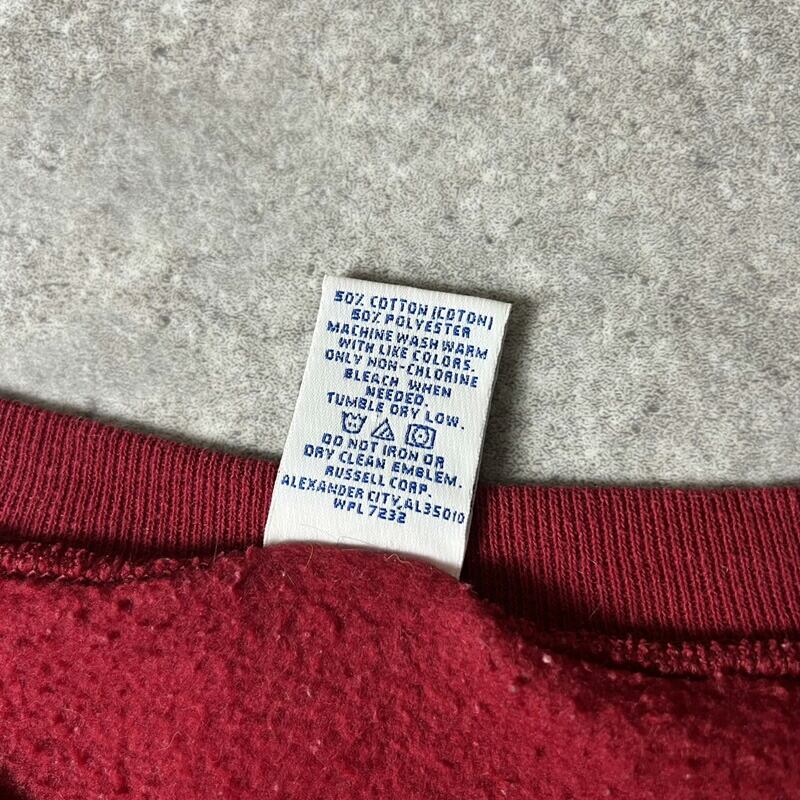 50% COTTON (COTON)
50% POLYESTER
MACHINE WASH WARM
WITH LIKE COLORS.
ONLY NON-CHLORINE
BLEACH WHEN
NEEDED.
TUMBLE DRY LOW.
DO NOT IRON OR
DRY CLEAN EMBLEM.
RUSSELL CORP.
ALEXANDER CITY, AL35010
WPL 7232